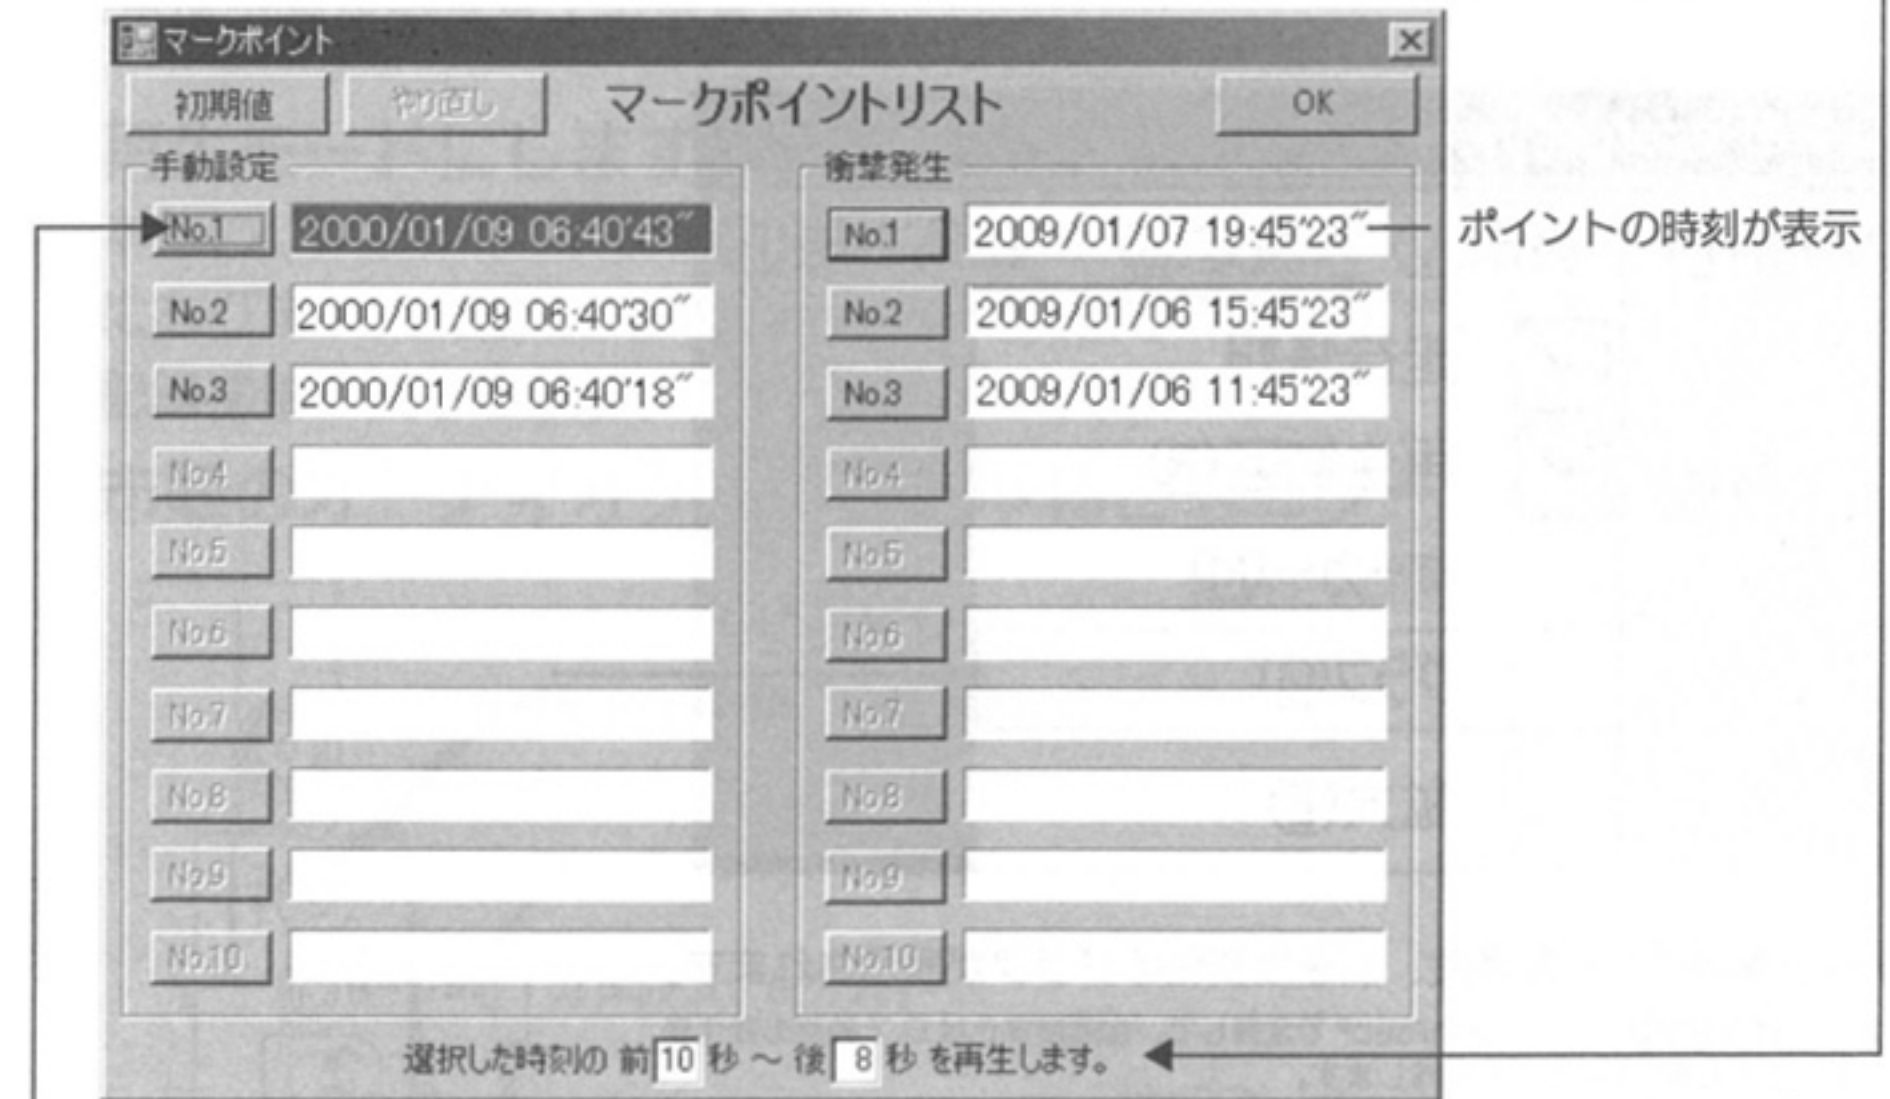 マークポイント
初期値 やり直し マークポイントリスト OK
手動設定
No.1 2000/01/09 06:40'43″
No.2 2000/01/09 06:40'30″
No.3 2000/01/09 06:40'18″
No.4
No.5
No.6
No.7
No.8
No.9
No.10
衝撃発生
No.1 2009/01/07 19:45'23″
No.2 2009/01/06 15:45'23″
No.3 2009/01/06 11:45'23″
No.4
No.5
No.6
No.7
No.8
No.9
No.10
ポイントの時刻が表示
選択した時刻の 前 10 秒 ～ 後 8 秒 を再生します。